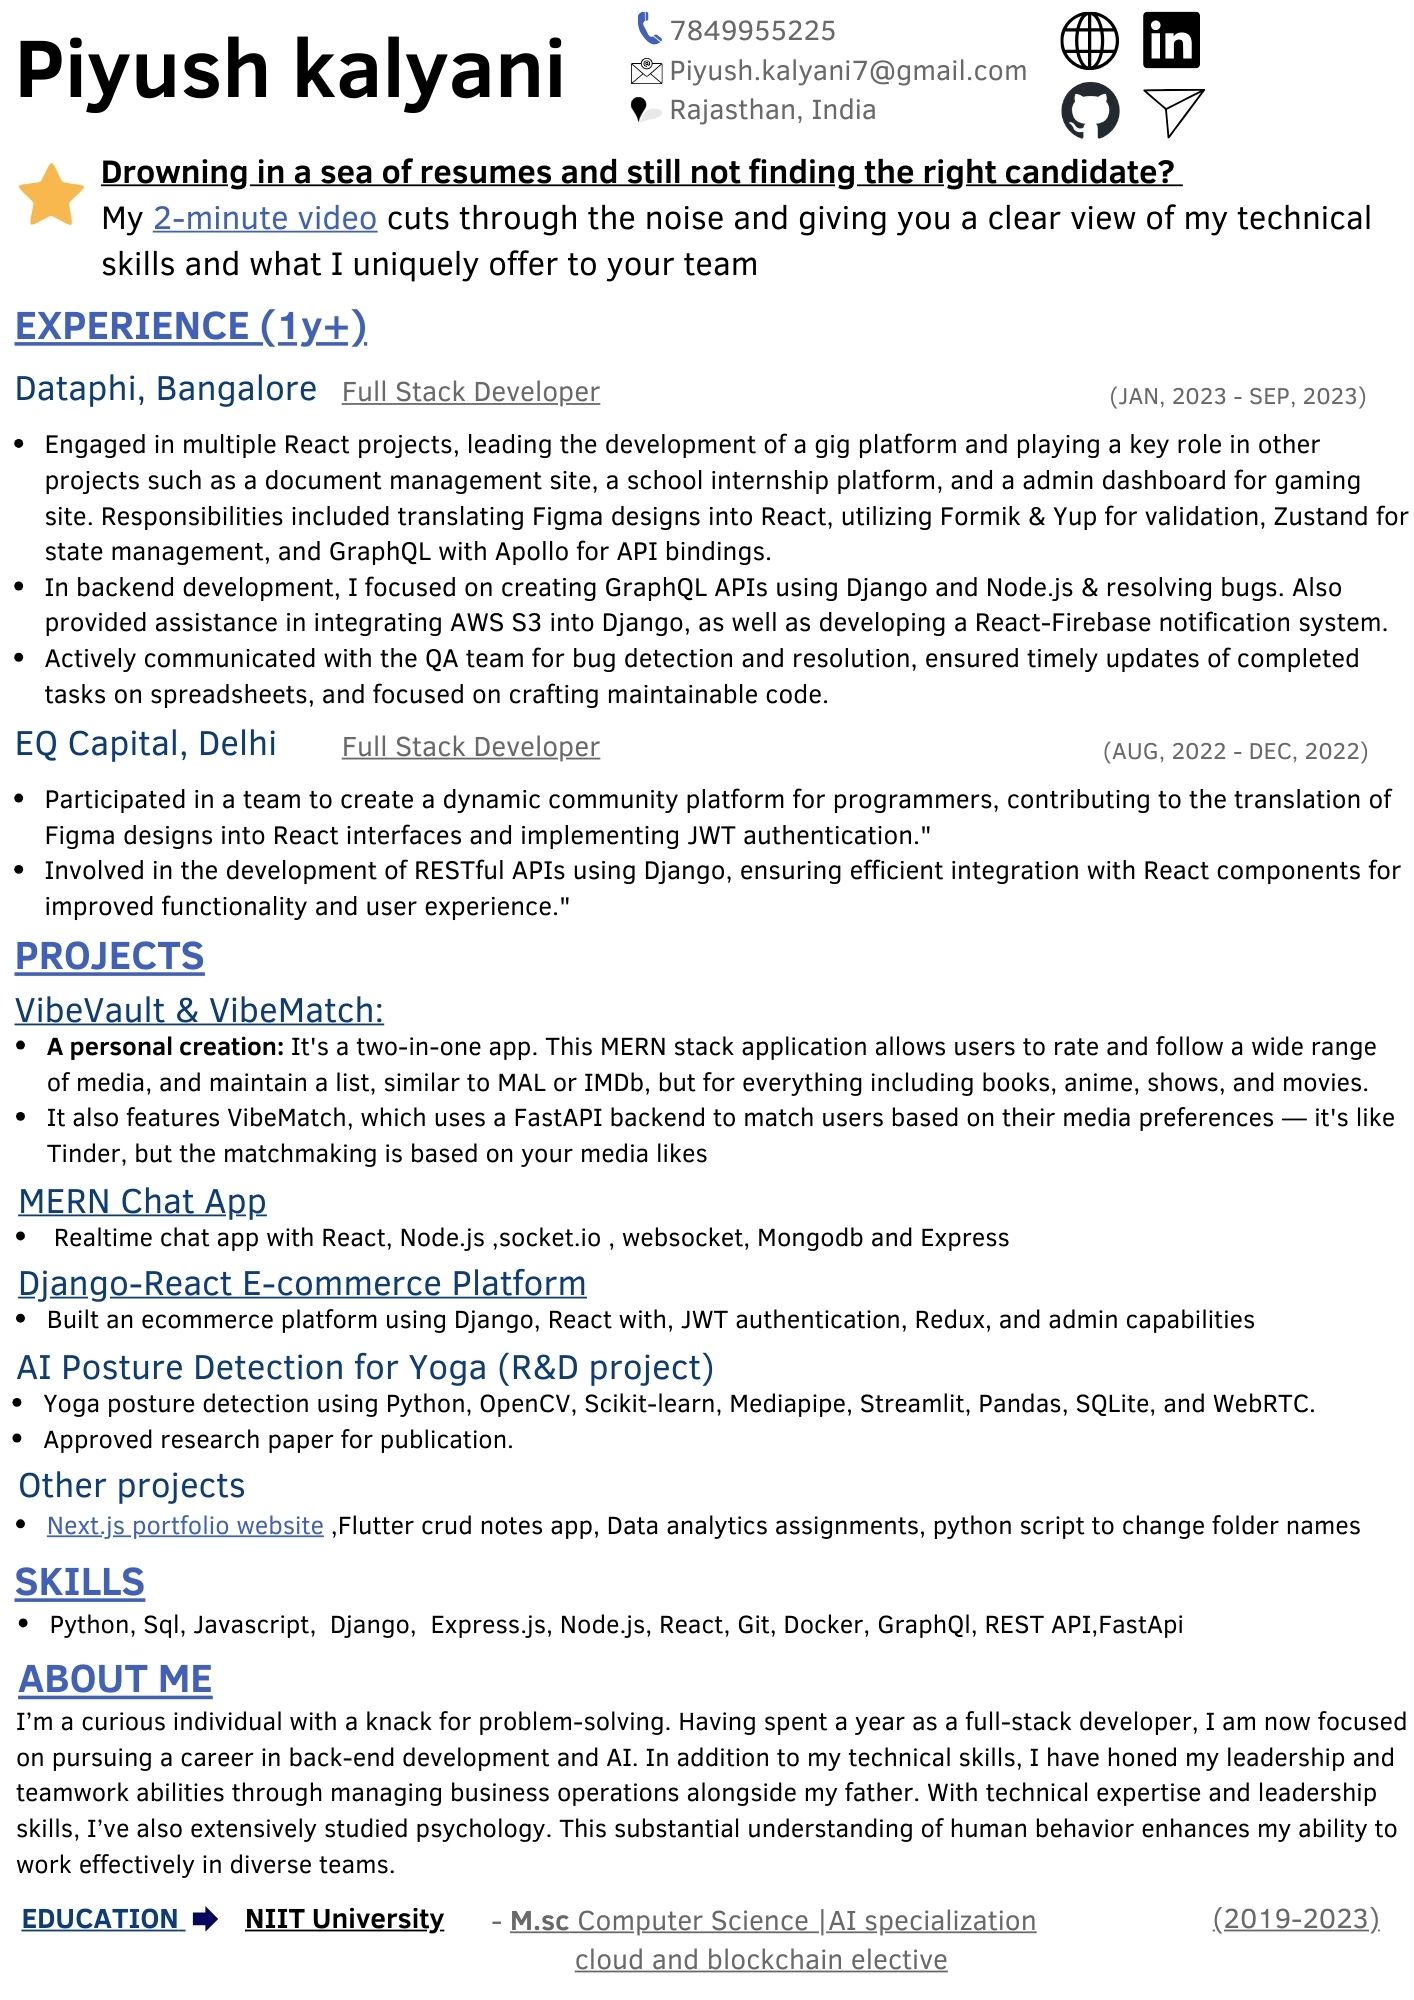 Piyush kalyani
7849955225
Piyush.kalyani7@gmail.com
Rajasthan, India
in
Drowning in a sea of resumes and still not finding the right candidate?
My 2-minute video cuts through the noise and giving you a clear view of my technical
skills and what I uniquely offer to your team
EXPERIENCE (1y+)
Dataphi, Bangalore Full Stack Developer (JAN, 2023 - SEP, 2023)
• Engaged in multiple React projects, leading the development of a gig platform and playing a key role in other
projects such as a document management site, a school internship platform, and a admin dashboard for gaming
site. Responsibilities included translating Figma designs into React, utilizing Formik & Yup for validation, Zustand for
state management, and GraphQL with Apollo for API bindings.
• In backend development, I focused on creating GraphQL APIs using Django and Node.js & resolving bugs. Also
provided assistance in integrating AWS S3 into Django, as well as developing a React-Firebase notification system.
• Actively communicated with the QA team for bug detection and resolution, ensured timely updates of completed
tasks on spreadsheets, and focused on crafting maintainable code.
EQ Capital, Delhi Full Stack Developer (AUG, 2022 - DEC, 2022)
• Participated in a team to create a dynamic community platform for programmers, contributing to the translation of
Figma designs into React interfaces and implementing JWT authentication."
• Involved in the development of RESTful APIs using Django, ensuring efficient integration with React components for
improved functionality and user experience."
PROJECTS
VibeVault & VibeMatch:
• A personal creation: It's a two-in-one app. This MERN stack application allows users to rate and follow a wide range
of media, and maintain a list, similar to MAL or IMDb, but for everything including books, anime, shows, and movies.
• It also features VibeMatch, which uses a FastAPI backend to match users based on their media preferences — it's like
Tinder, but the matchmaking is based on your media likes
MERN Chat App
• Realtime chat app with React, Node.js ,socket.io , websocket, Mongodb and Express
Django-React E-commerce Platform
• Built an ecommerce platform using Django, React with, JWT authentication, Redux, and admin capabilities
AI Posture Detection for Yoga (R&D project)
• Yoga posture detection using Python, OpenCV, Scikit-learn, Mediapipe, Streamlit, Pandas, SQLite, and WebRTC.
• Approved research paper for publication.
Other projects
• Next.js portfolio website ,Flutter crud notes app, Data analytics assignments, python script to change folder names
SKILLS
• Python, Sql, Javascript, Django, Express.js, Node.js, React, Git, Docker, GraphQl, REST API,FastApi
ABOUT ME
I’m a curious individual with a knack for problem-solving. Having spent a year as a full-stack developer, I am now focused
on pursuing a career in back-end development and AI. In addition to my technical skills, I have honed my leadership and
teamwork abilities through managing business operations alongside my father. With technical expertise and leadership
skills, I’ve also extensively studied psychology. This substantial understanding of human behavior enhances my ability to
work effectively in diverse teams.
EDUCATION NIIT University - M.sc Computer Science |AI specialization (2019-2023)
cloud and blockchain elective